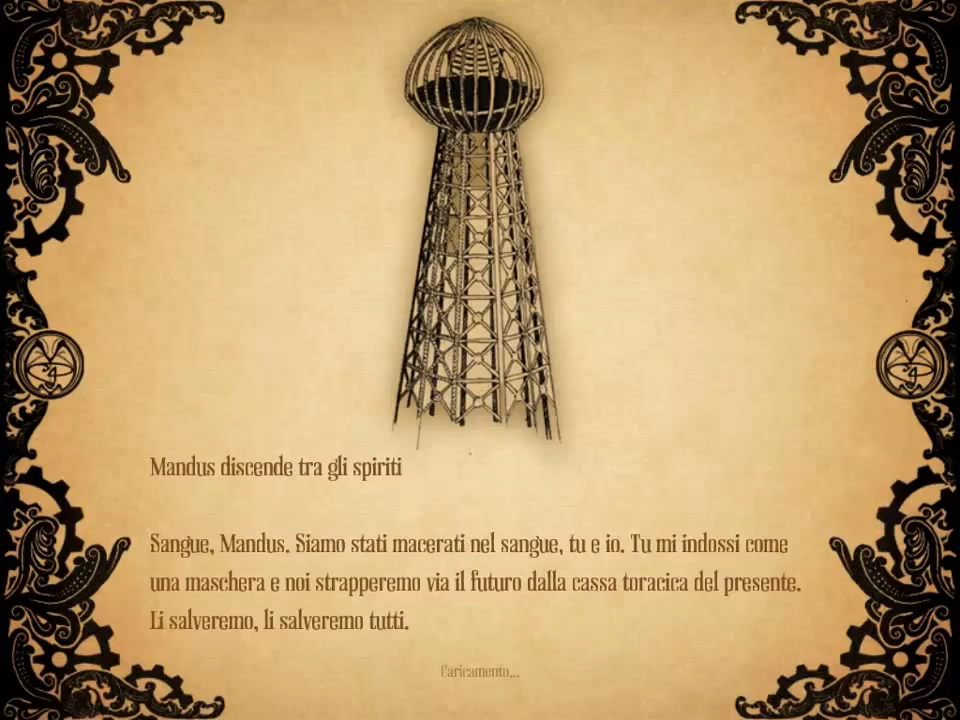 Mandus discende tra gli spiriti
Sangue, Mandus. Siamo stati macerati nel sangue, tu e io. Tu mi indossi come
una maschera e noi strapperemo via il futuro dalla cassa toracica del presente.
Li salveremo, li salveremo tutti.
Caricamento...